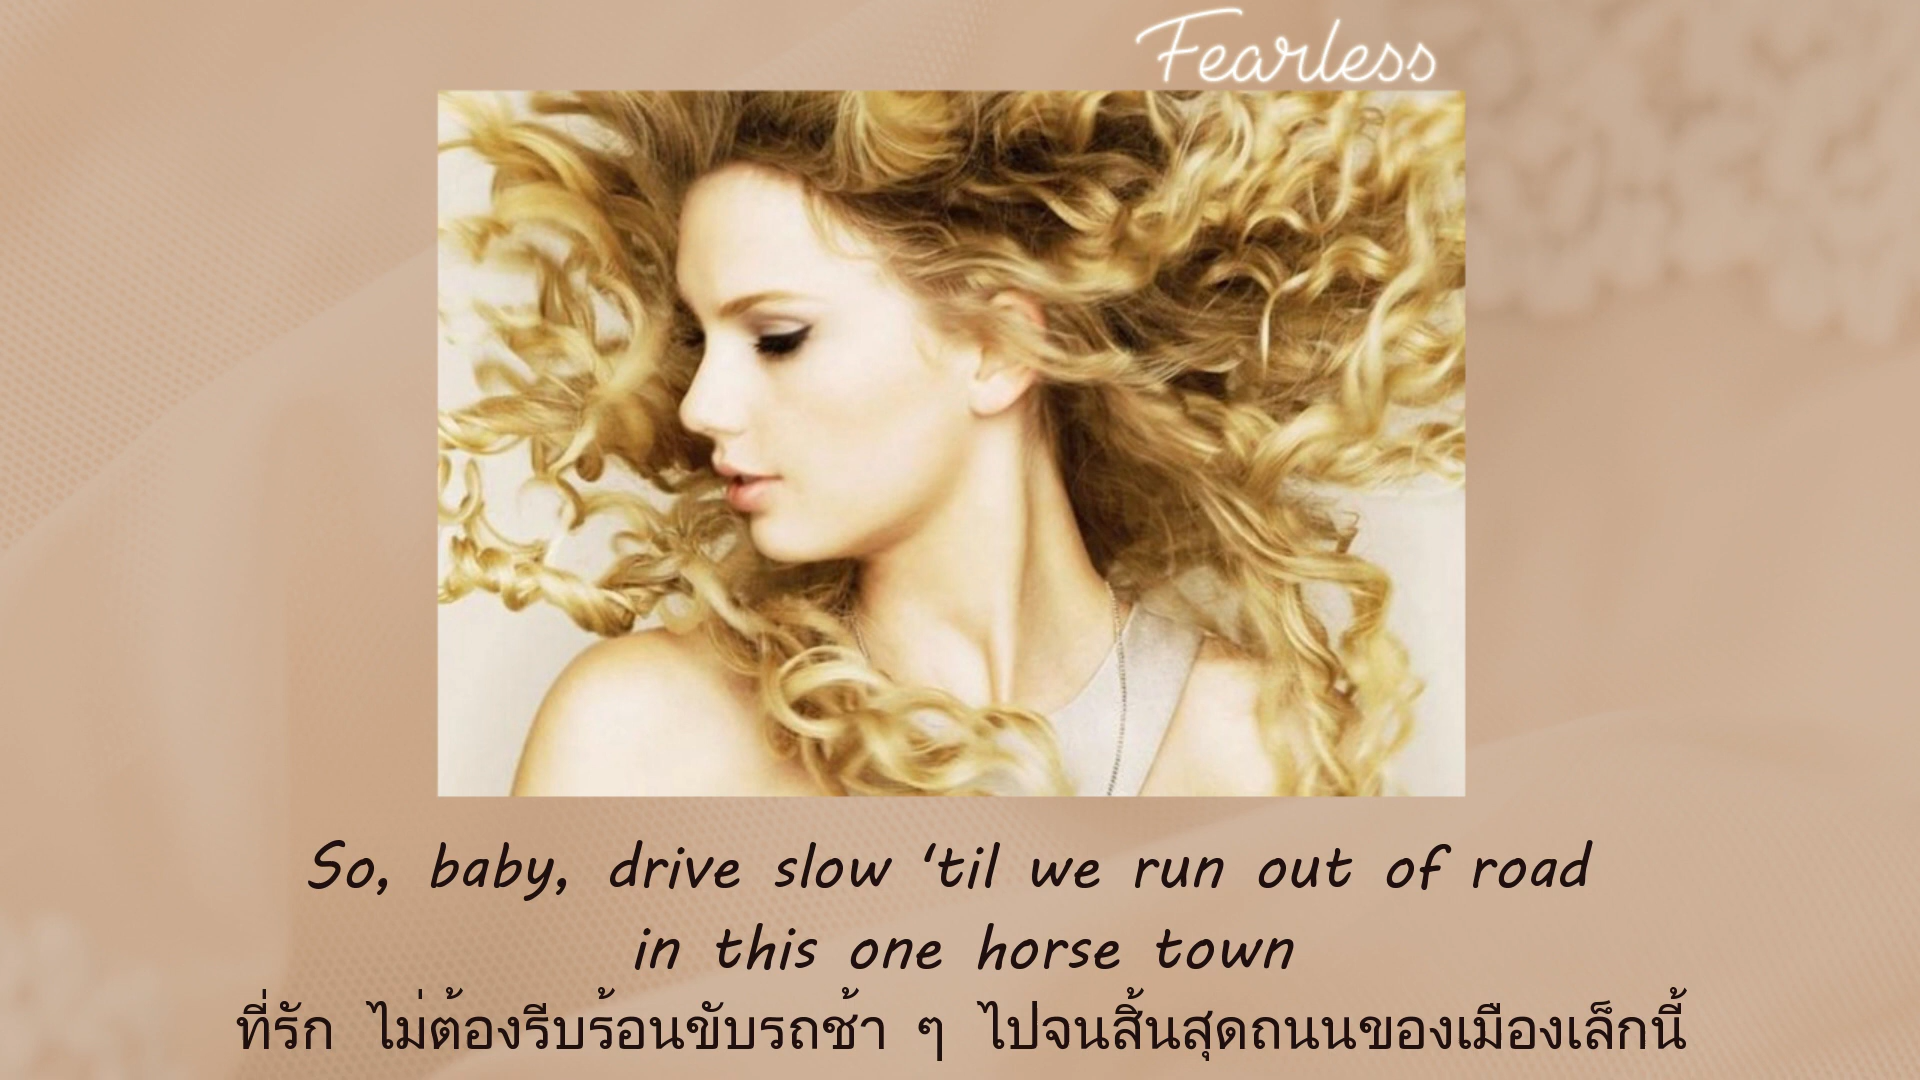 Fearless
So, baby, drive slow ‘til we run out of road
in this one horse town
ที่รัก ไม่ต้องรีบร้อนขับรถช้า ๆ ไปจนสิ้นสุดถนนของเมืองเล็กนี้